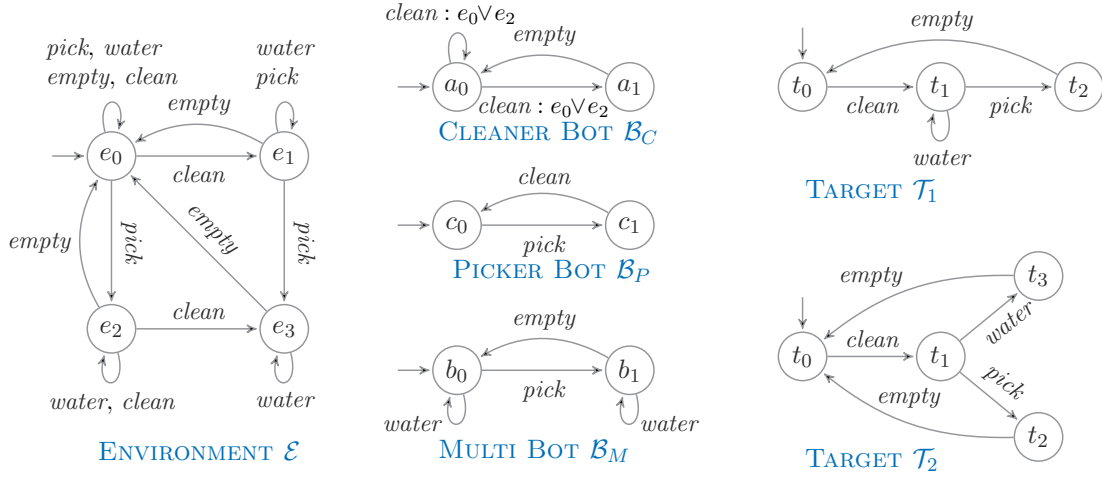 pick, water
empty, clean
water
pick
e₀
e₁
empty
clean
empty
pick
empty
pick
e₂
e₃
clean
water, clean
water
ENVIRONMENT ℰ
clean : e₀∨e₂
empty
a₀
a₁
clean : e₀∨e₂
CLEANER BOT ℬ_C
clean
c₀
c₁
pick
PICKER BOT ℬ_P
empty
b₀
b₁
pick
water
water
MULTI BOT ℬ_M
empty
t₀
t₁
t₂
clean
pick
water
TARGET 𝒯₁
empty
t₃
water
t₀
clean
t₁
pick
empty
t₂
TARGET 𝒯₂